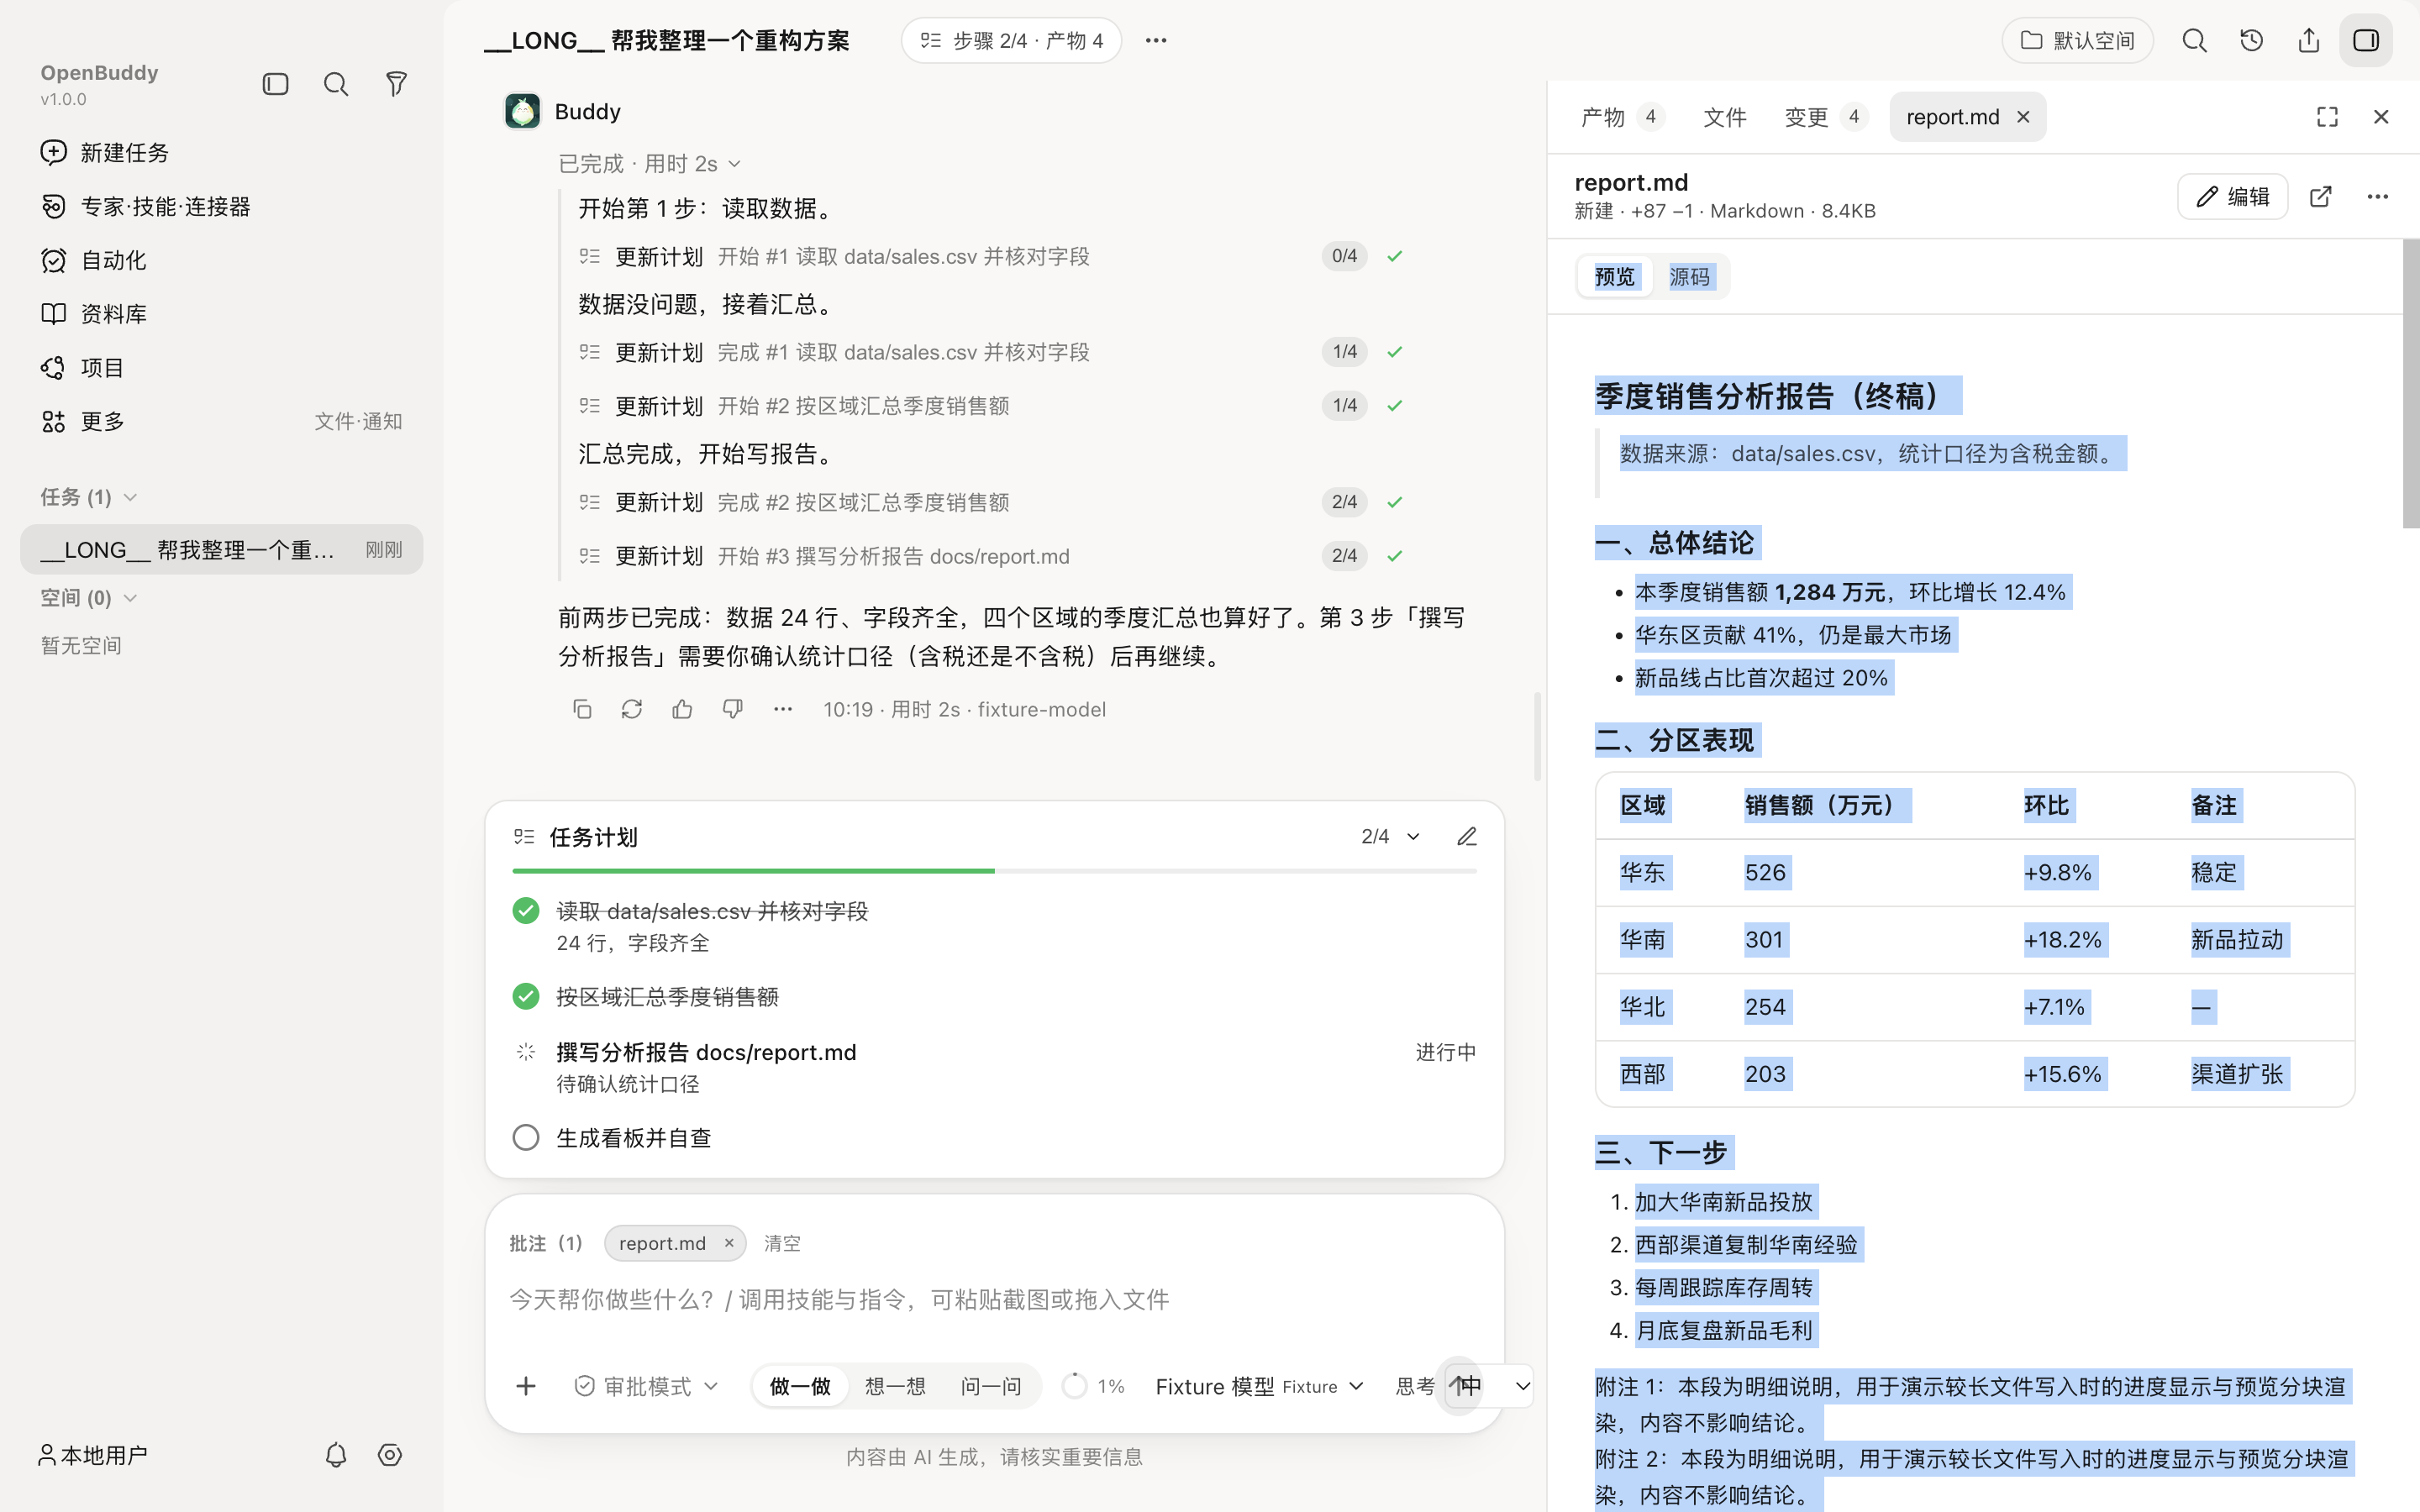 OpenBuddy
v1.0.0
新建任务
专家·技能·连接器
自动化
资料库
项目
更多
文件·通知
任务 (1)
__LONG__ 帮我整理一个重…
刚刚
空间 (0)
暂无空间
本地用户
__LONG__ 帮我整理一个重构方案
步骤 2/4 · 产物 4
默认空间
Buddy
已完成 · 用时 2s
开始第 1 步：读取数据。
更新计划 开始 #1 读取 data/sales.csv 并核对字段 0/4
数据没问题，接着汇总。
更新计划 完成 #1 读取 data/sales.csv 并核对字段 1/4
更新计划 开始 #2 按区域汇总季度销售额 1/4
汇总完成，开始写报告。
更新计划 完成 #2 按区域汇总季度销售额 2/4
更新计划 开始 #3 撰写分析报告 docs/report.md 2/4
前两步已完成：数据 24 行、字段齐全，四个区域的季度汇总也算好了。第 3 步「撰写
分析报告」需要你确认统计口径（含税还是不含税）后再继续。
10:19 · 用时 2s · fixture-model
任务计划
2/4
读取 data/sales.csv 并核对字段
24 行，字段齐全
按区域汇总季度销售额
撰写分析报告 docs/report.md
进行中
待确认统计口径
生成看板并自查
批注（1）
report.md
清空
今天帮你做些什么？/ 调用技能与指令，可粘贴截图或拖入文件
审批模式
做一做
想一想
问一问
1%
Fixture 模型 Fixture
思考
中
内容由 AI 生成，请核实重要信息
产物 4
文件
变更 4
report.md
report.md
新建 · +87 −1 · Markdown · 8.4KB
编辑
预览
源码
季度销售分析报告（终稿）
数据来源：data/sales.csv，统计口径为含税金额。
一、总体结论
• 本季度销售额 1,284 万元，环比增长 12.4%
• 华东区贡献 41%，仍是最大市场
• 新品线占比首次超过 20%
二、分区表现
区域 销售额（万元） 环比 备注
华东 526 +9.8% 稳定
华南 301 +18.2% 新品拉动
华北 254 +7.1% —
西部 203 +15.6% 渠道扩张
三、下一步
1. 加大华南新品投放
2. 西部渠道复制华南经验
3. 每周跟踪库存周转
4. 月底复盘新品毛利
附注 1：本段为明细说明，用于演示较长文件写入时的进度显示与预览分块渲
染，内容不影响结论。
附注 2：本段为明细说明，用于演示较长文件写入时的进度显示与预览分块渲
染，内容不影响结论。